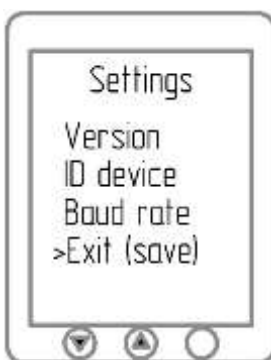 Settings
Version
ID device
Baud rate
>Exit (save)